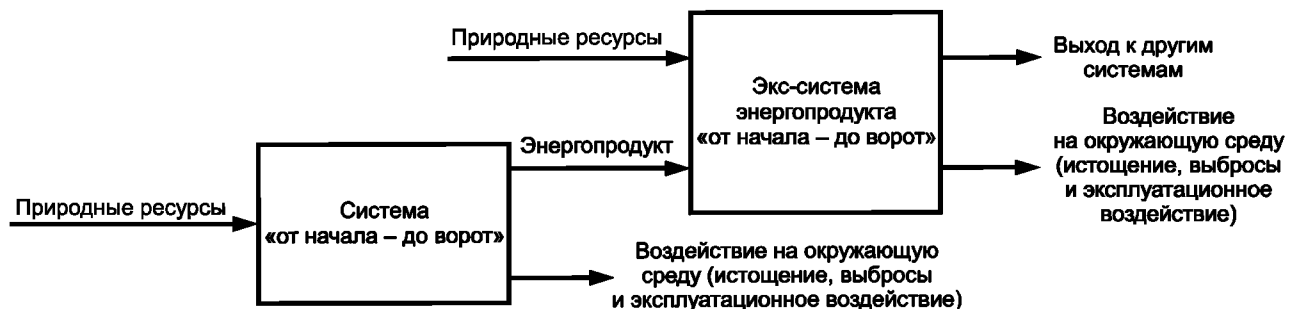 Природные ресурсы
Экс-система
энергопродукта
«от начала – до ворот»
Выход к другим
системам
Воздействие
на окружающую среду
(истощение, выбросы
и эксплуатационное
воздействие)
Энергопродукт
Природные ресурсы
Система
«от начала – до ворот»
Воздействие на окружающую
среду (истощение, выбросы
и эксплуатационное воздействие)